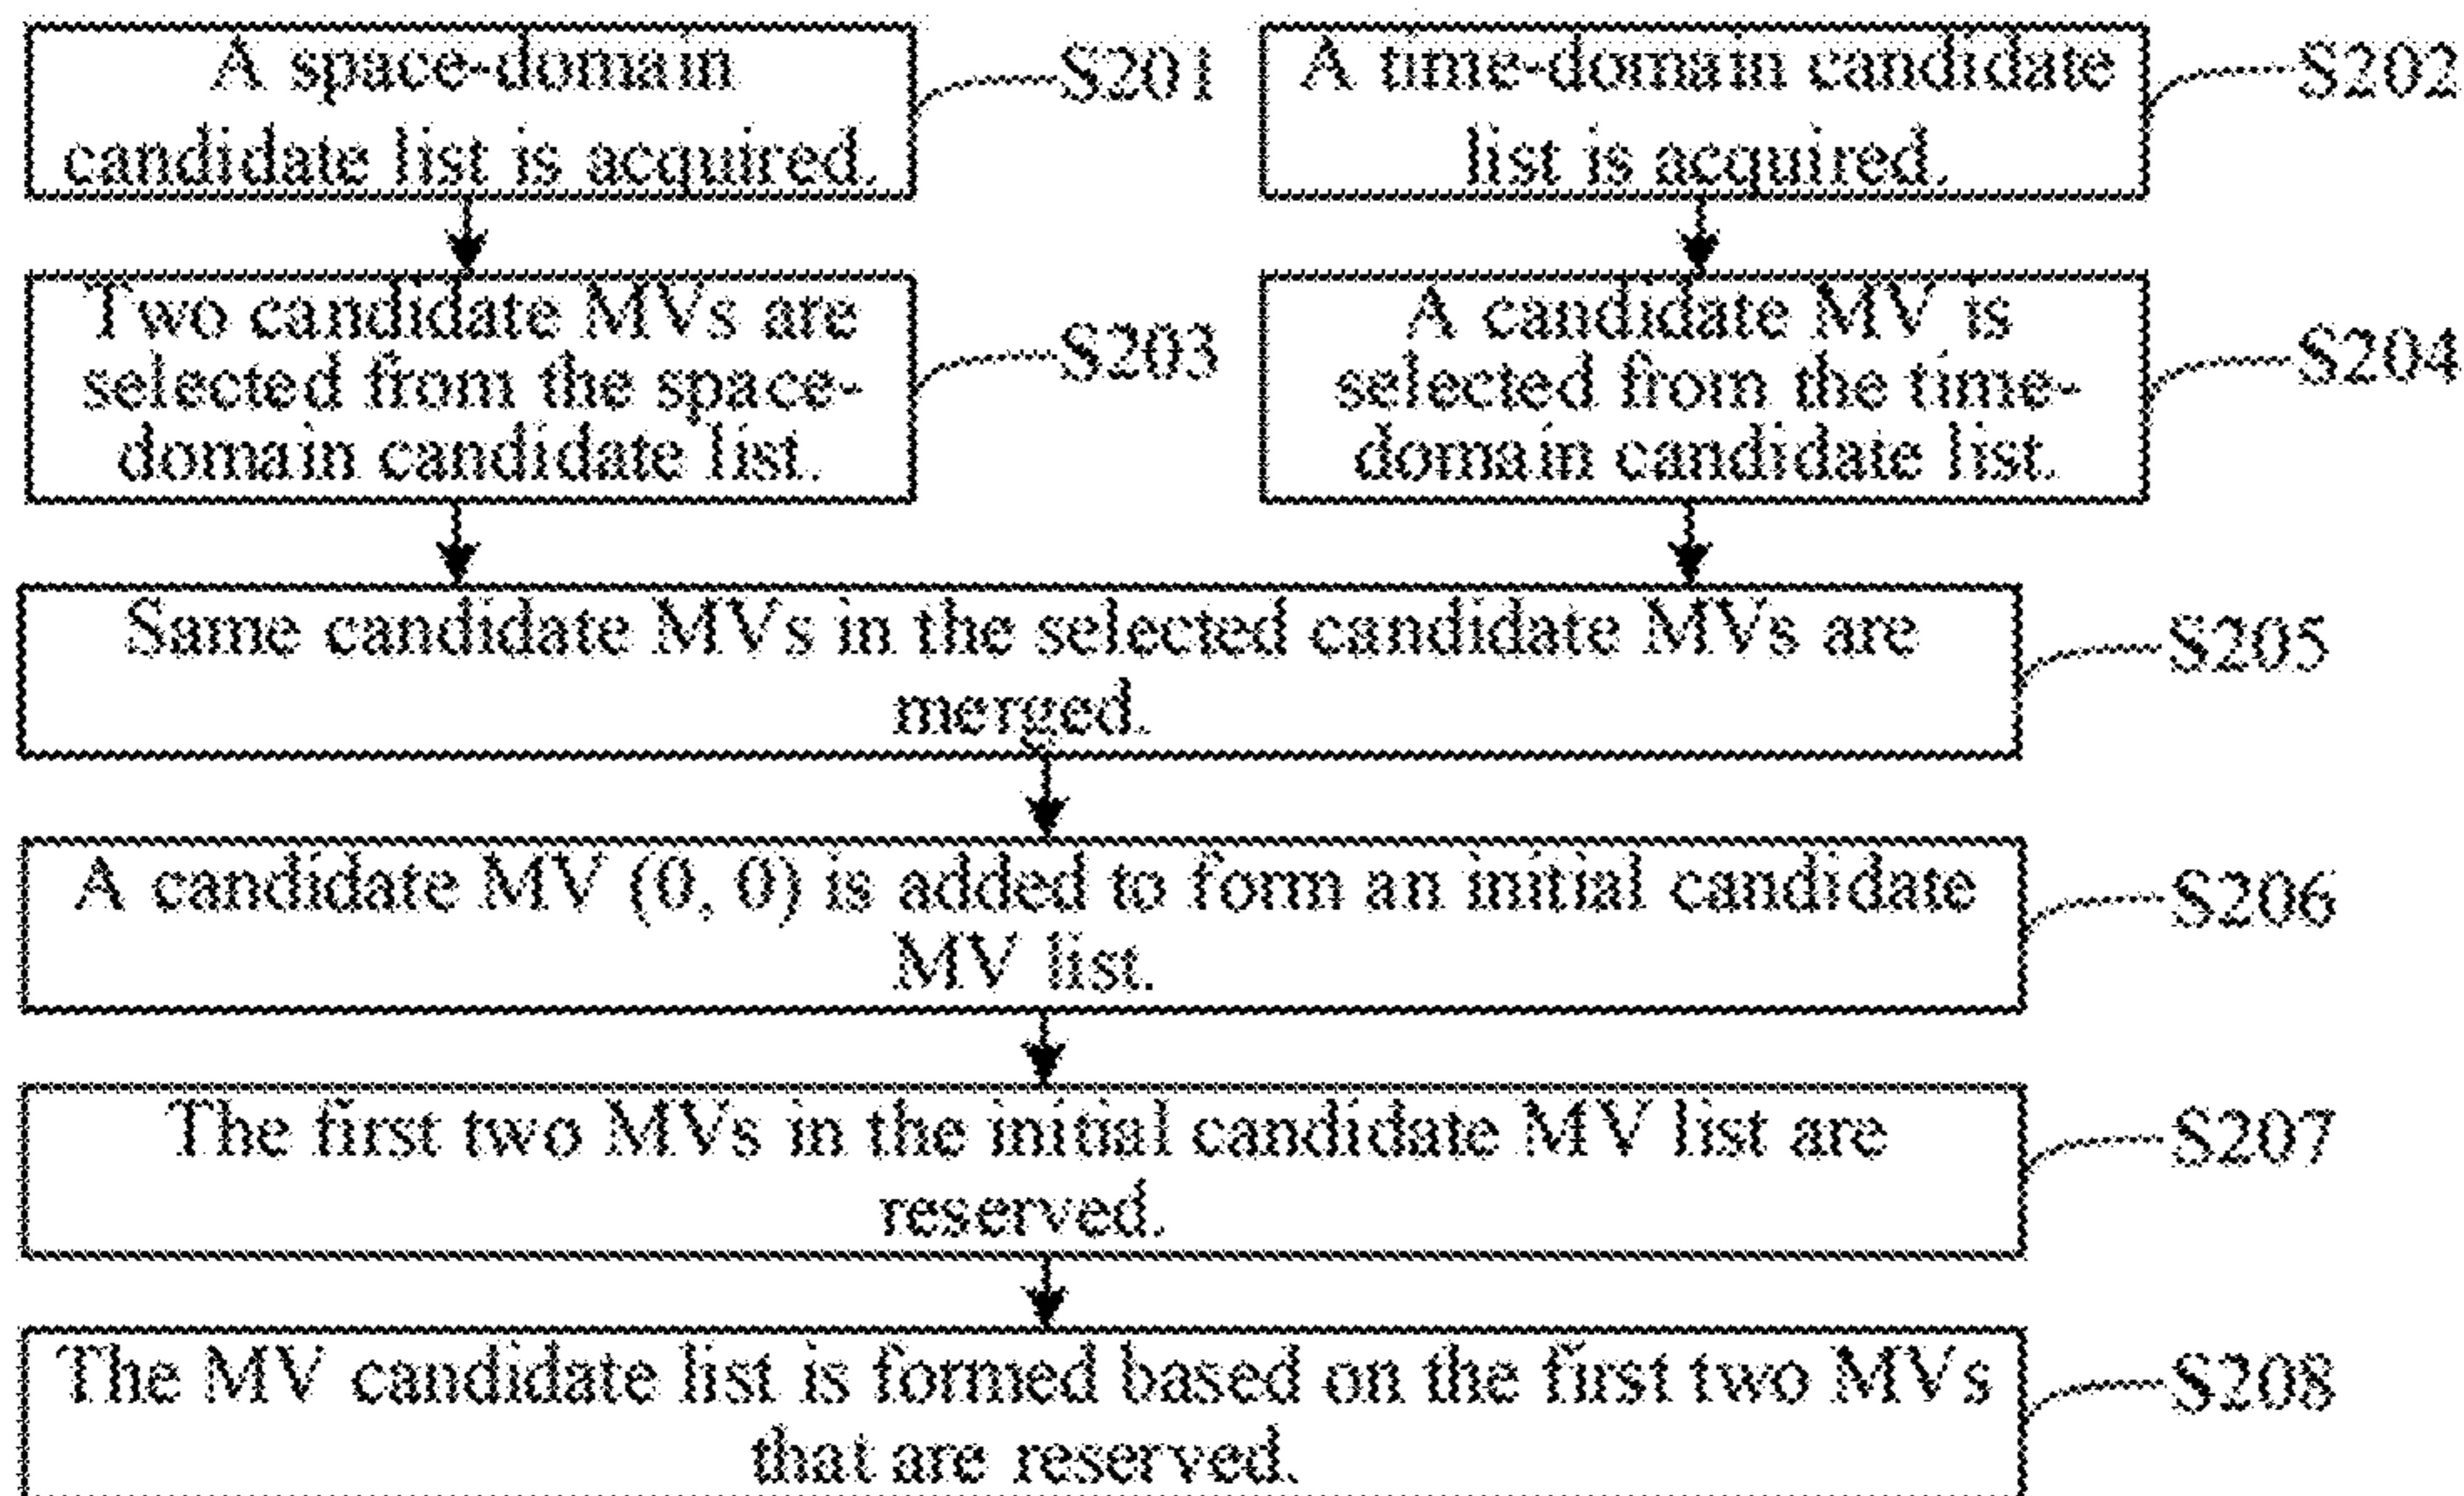 A space-domain
candidate list is acquired.
S201
A time-domain candidate
list is acquired.
S202
Two candidate MVs are
selected from the space-
domain candidate list.
S203
A candidate MV is
selected from the time-
domain candidate list.
S204
Same candidate MVs in the selected candidate MVs are
merged.
S205
A candidate MV (0, 0) is added to form an initial candidate
MV list.
S206
The first two MVs in the initial candidate MV list are
reserved.
S207
The MV candidate list is formed based on the first two MVs
that are reserved.
S208